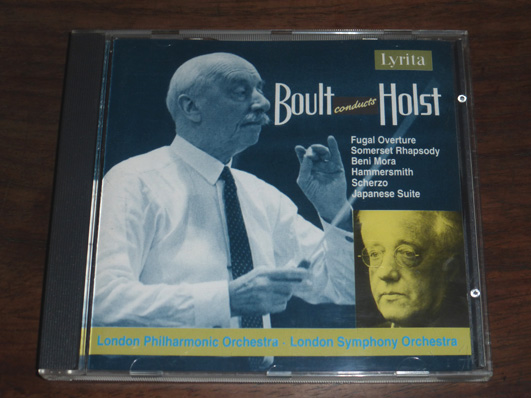 Lyrita
Boult conducts Holst
Fugal Overture
Somerset Rhapsody
Beni Mora
Hammersmith
Scherzo
Japanese Suite
London Philharmonic Orchestra · London Symphony Orchestra